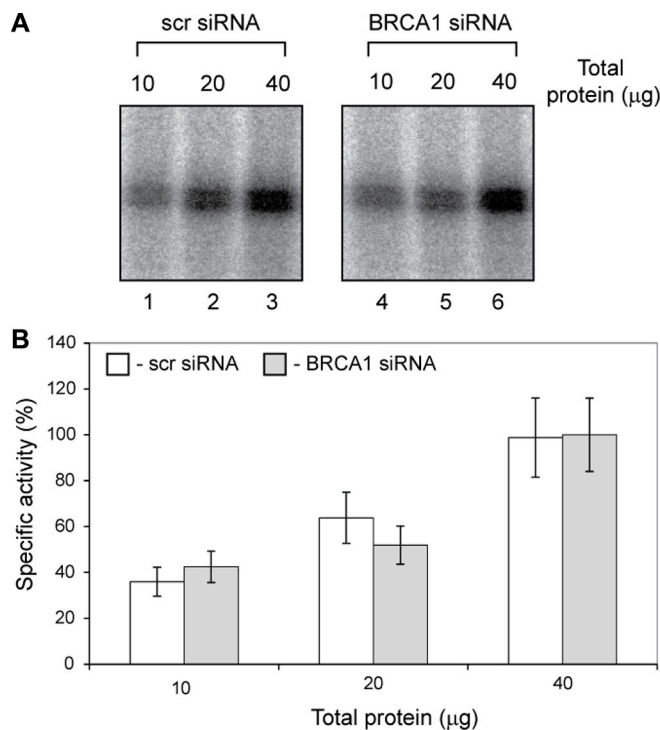 A
scr siRNA
BRCA1 siRNA
10 20 40
10 20 40
Total
protein (μg)
1 2 3
4 5 6
B
140
120
100
80
60
40
20
0
Specific activity (%)
- scr siRNA
- BRCA1 siRNA
10
20
40
Total protein (μg)